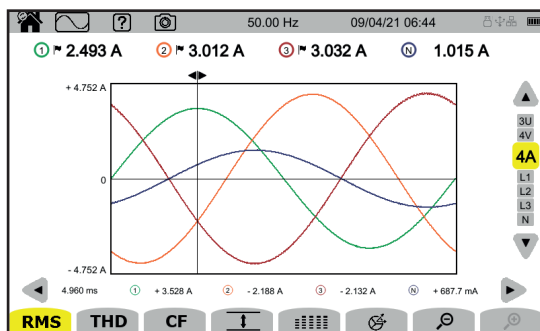 ? 50.00 Hz 09/04/21 06:44
1 2.493 A 2 3.012 A 3 3.032 A N 1.015 A
+ 4.752 A
0
- 4.752 A
3U
4V
4A
L1
L2
L3
N
4.960 ms 1 + 3.528 A 2 - 2.188 A 3 - 2.132 A N + 687.7 mA
RMS THD CF